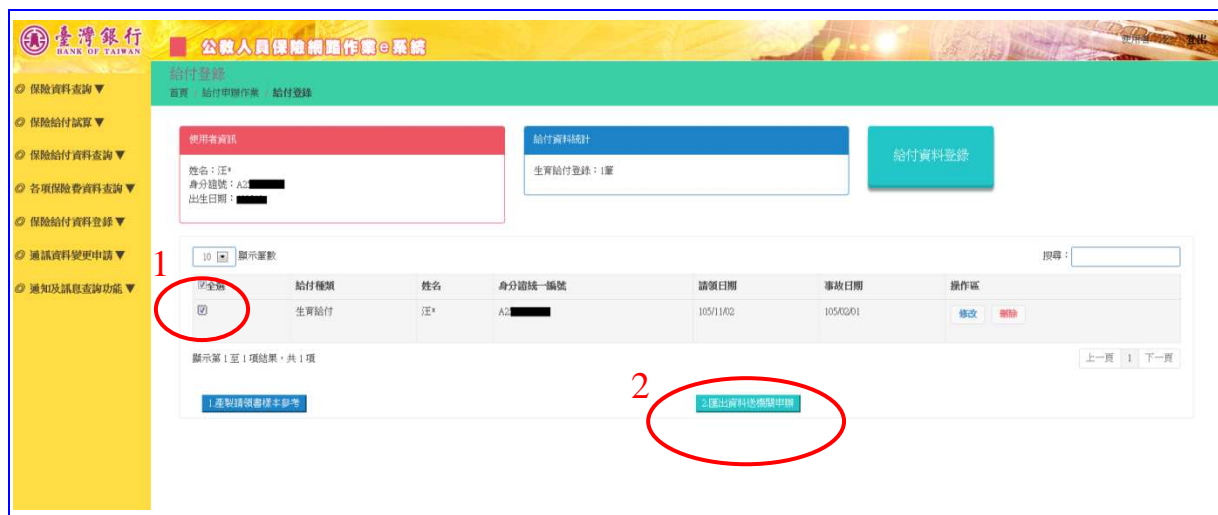 臺灣銀行
BANK OF TAIWAN
公教人員保險網路作業e系統
使用者
登出
給付登錄
首頁 / 給付申辦作業 / 給付登錄
保險資料查詢▼
保險給付試算▼
保險給付資料查詢▼
各項保險費資料查詢▼
保險給付資料登錄▼
通訊資料變更申請▼
通知及訊息查詢功能▼
使用者資訊
姓名:汪*
身分證號:A2
出生日期:
給付資料統計
生育給付登錄:1筆
給付資料登錄
1
10 顯示筆數
搜尋:
全選 給付種類 姓名 身分證統一編號 請領日期 事故日期 操作區
生育給付 汪* A2 105/11/02 105/02/01 修改 刪除
顯示第 1 至 1 項結果,共 1 項
上一頁 1 下一頁
2
1.產製請領書樣本參考
2.匯出資料送機關申辦